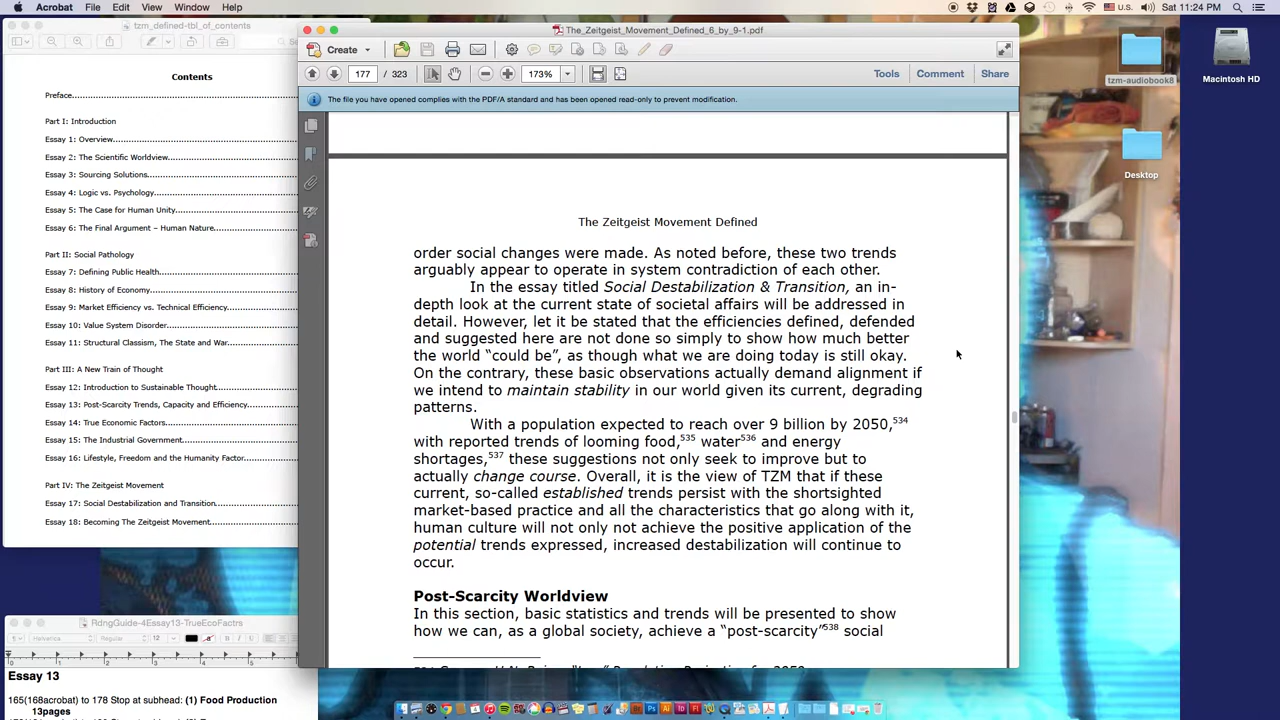 Acrobat File Edit View Window Help
U.S. Sat 11:24 PM
tzm_defined-tbl_of_contents
Contents
Preface
Part I: Introduction
Essay 1: Overview
Essay 2: The Scientific Worldview
Essay 3: Sourcing Solutions
Essay 4: Logic vs. Psychology
Essay 5: The Case for Human Unity
Essay 6: The Final Argument – Human Nature
Part II: Social Pathology
Essay 7: Defining Public Health
Essay 8: History of Economy
Essay 9: Market Efficiency vs. Technical Efficiency
Essay 10: Value System Disorder
Essay 11: Structural Classism, The State and War
Part III: A New Train of Thought
Essay 12: Introduction to Sustainable Thought
Essay 13: Post-Scarcity Trends, Capacity and Efficiency
Essay 14: True Economic Factors
Essay 15: The Industrial Government
Essay 16: Lifestyle, Freedom and the Humanity Factor
Part IV: The Zeitgeist Movement
Essay 17: Social Destabilization and Transition
Essay 18: Becoming The Zeitgeist Movement
RdngGuide-4Essay13-TrueEcoFactrs
Helvetica 12 B I U
0 1 2 3 4 5
Essay 13
165(168acrobat) to 178 Stop at subhead: (1) Food Production
13pages
The_Zeitgeist_Movement_Defined_6_by_9-1.pdf
Create
177 / 323 173% Tools Comment Share
The file you have opened complies with the PDF/A standard and has been opened read-only to prevent modification.
The Zeitgeist Movement Defined
order social changes were made. As noted before, these two trends
arguably appear to operate in system contradiction of each other.
In the essay titled Social Destabilization & Transition, an in-
depth look at the current state of societal affairs will be addressed in
detail. However, let it be stated that the efficiencies defined, defended
and suggested here are not done so simply to show how much better
the world “could be”, as though what we are doing today is still okay.
On the contrary, these basic observations actually demand alignment if
we intend to maintain stability in our world given its current, degrading
patterns.
With a population expected to reach over 9 billion by 2050,534
with reported trends of looming food,535 water536 and energy
shortages,537 these suggestions not only seek to improve but to
actually change course. Overall, it is the view of TZM that if these
current, so-called established trends persist with the shortsighted
market-based practice and all the characteristics that go along with it,
human culture will not only not achieve the positive application of the
potential trends expressed, increased destabilization will continue to
occur.
Post-Scarcity Worldview
In this section, basic statistics and trends will be presented to show
how we can, as a global society, achieve a “post-scarcity”538 social
tzm-audiobook8
Macintosh HD
Desktop